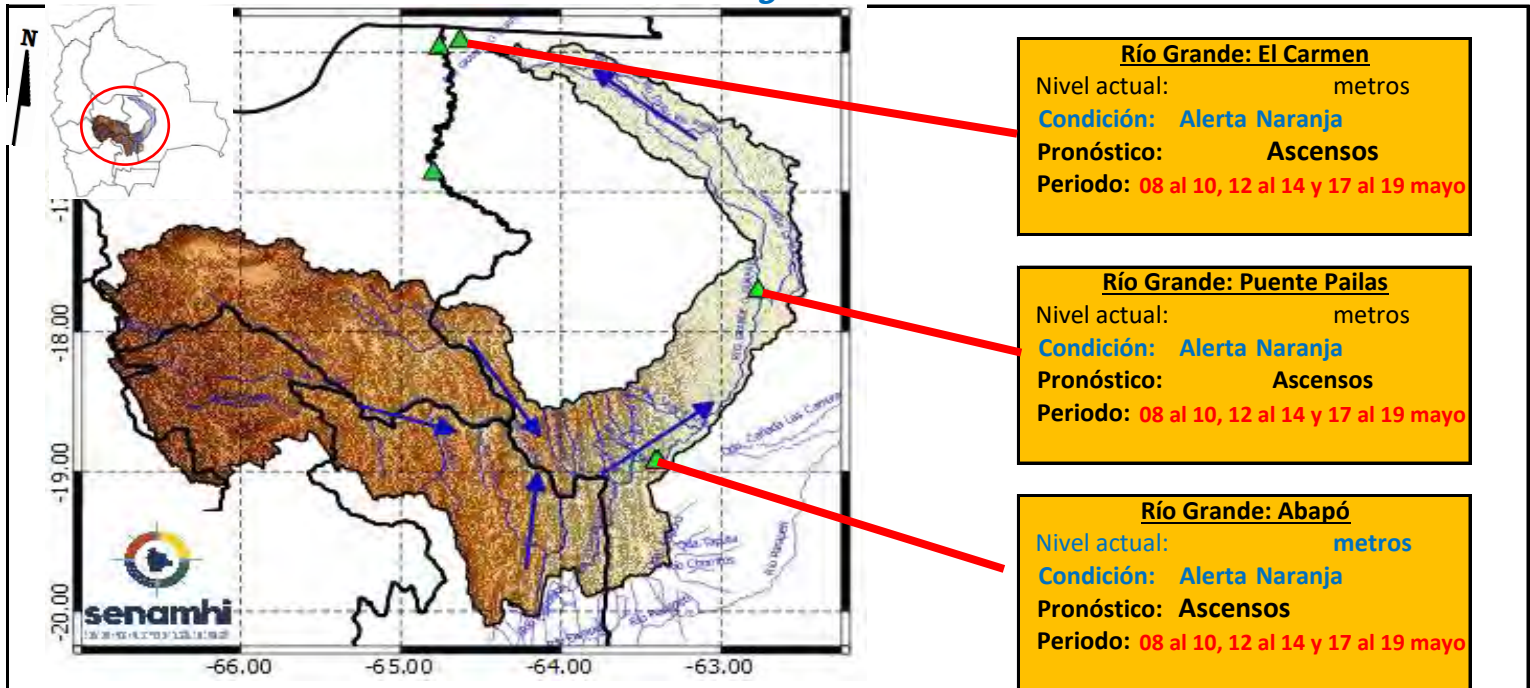 N
Río Grande: El Carmen
Nivel actual: metros
Condición: Alerta Naranja
Pronóstico: Ascensos
Periodo: 08 al 10, 12 al 14 y 17 al 19 mayo
Río Grande: Puente Pailas
Nivel actual: metros
Condición: Alerta Naranja
Pronóstico: Ascensos
Periodo: 08 al 10, 12 al 14 y 17 al 19 mayo
Río Grande: Abapó
Nivel actual: metros
Condición: Alerta Naranja
Pronóstico: Ascensos
Periodo: 08 al 10, 12 al 14 y 17 al 19 mayo
-18.00
-19.00
-20.00
-66.00 -65.00 -64.00 -63.00
Qda. Cañada Las Carreras
senamhi